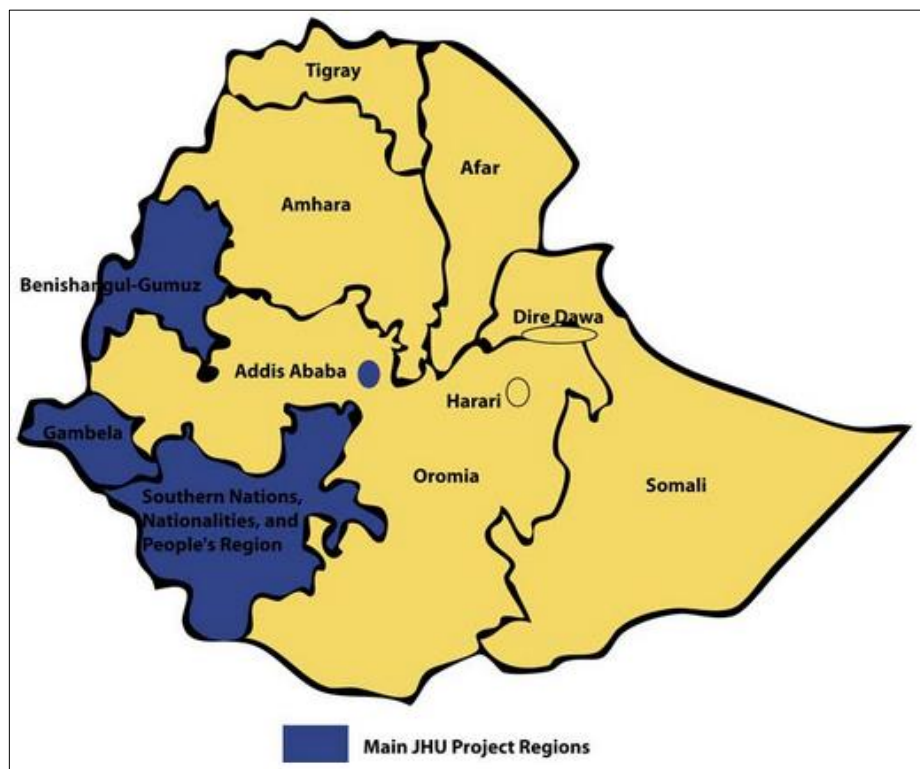 Tigray
Afar
Amhara
Benishangul-Gumuz
Dire Dawa
Addis Ababa
Harari
Gambela
Oromia
Somali
Southern Nations,
Nationalities, and
People's Region
Main JHU Project Regions